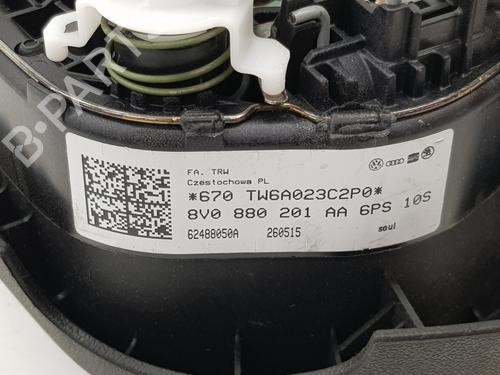 B-PARTS
FA. TRW
Czestochowa PL
*670 TW6A023C2P0*
8V0 880 201 AA 6PS 10S
62488050A 260515
soul